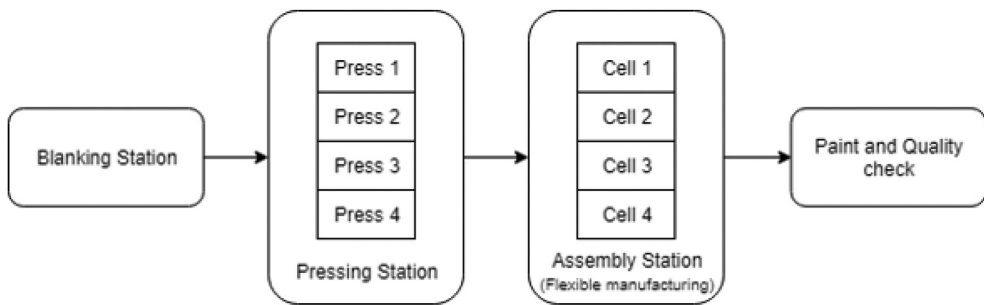 Blanking Station
Press 1
Press 2
Press 3
Press 4
Pressing Station
Cell 1
Cell 2
Cell 3
Cell 4
Assembly Station
(Flexible manufacturing)
Paint and Quality
check